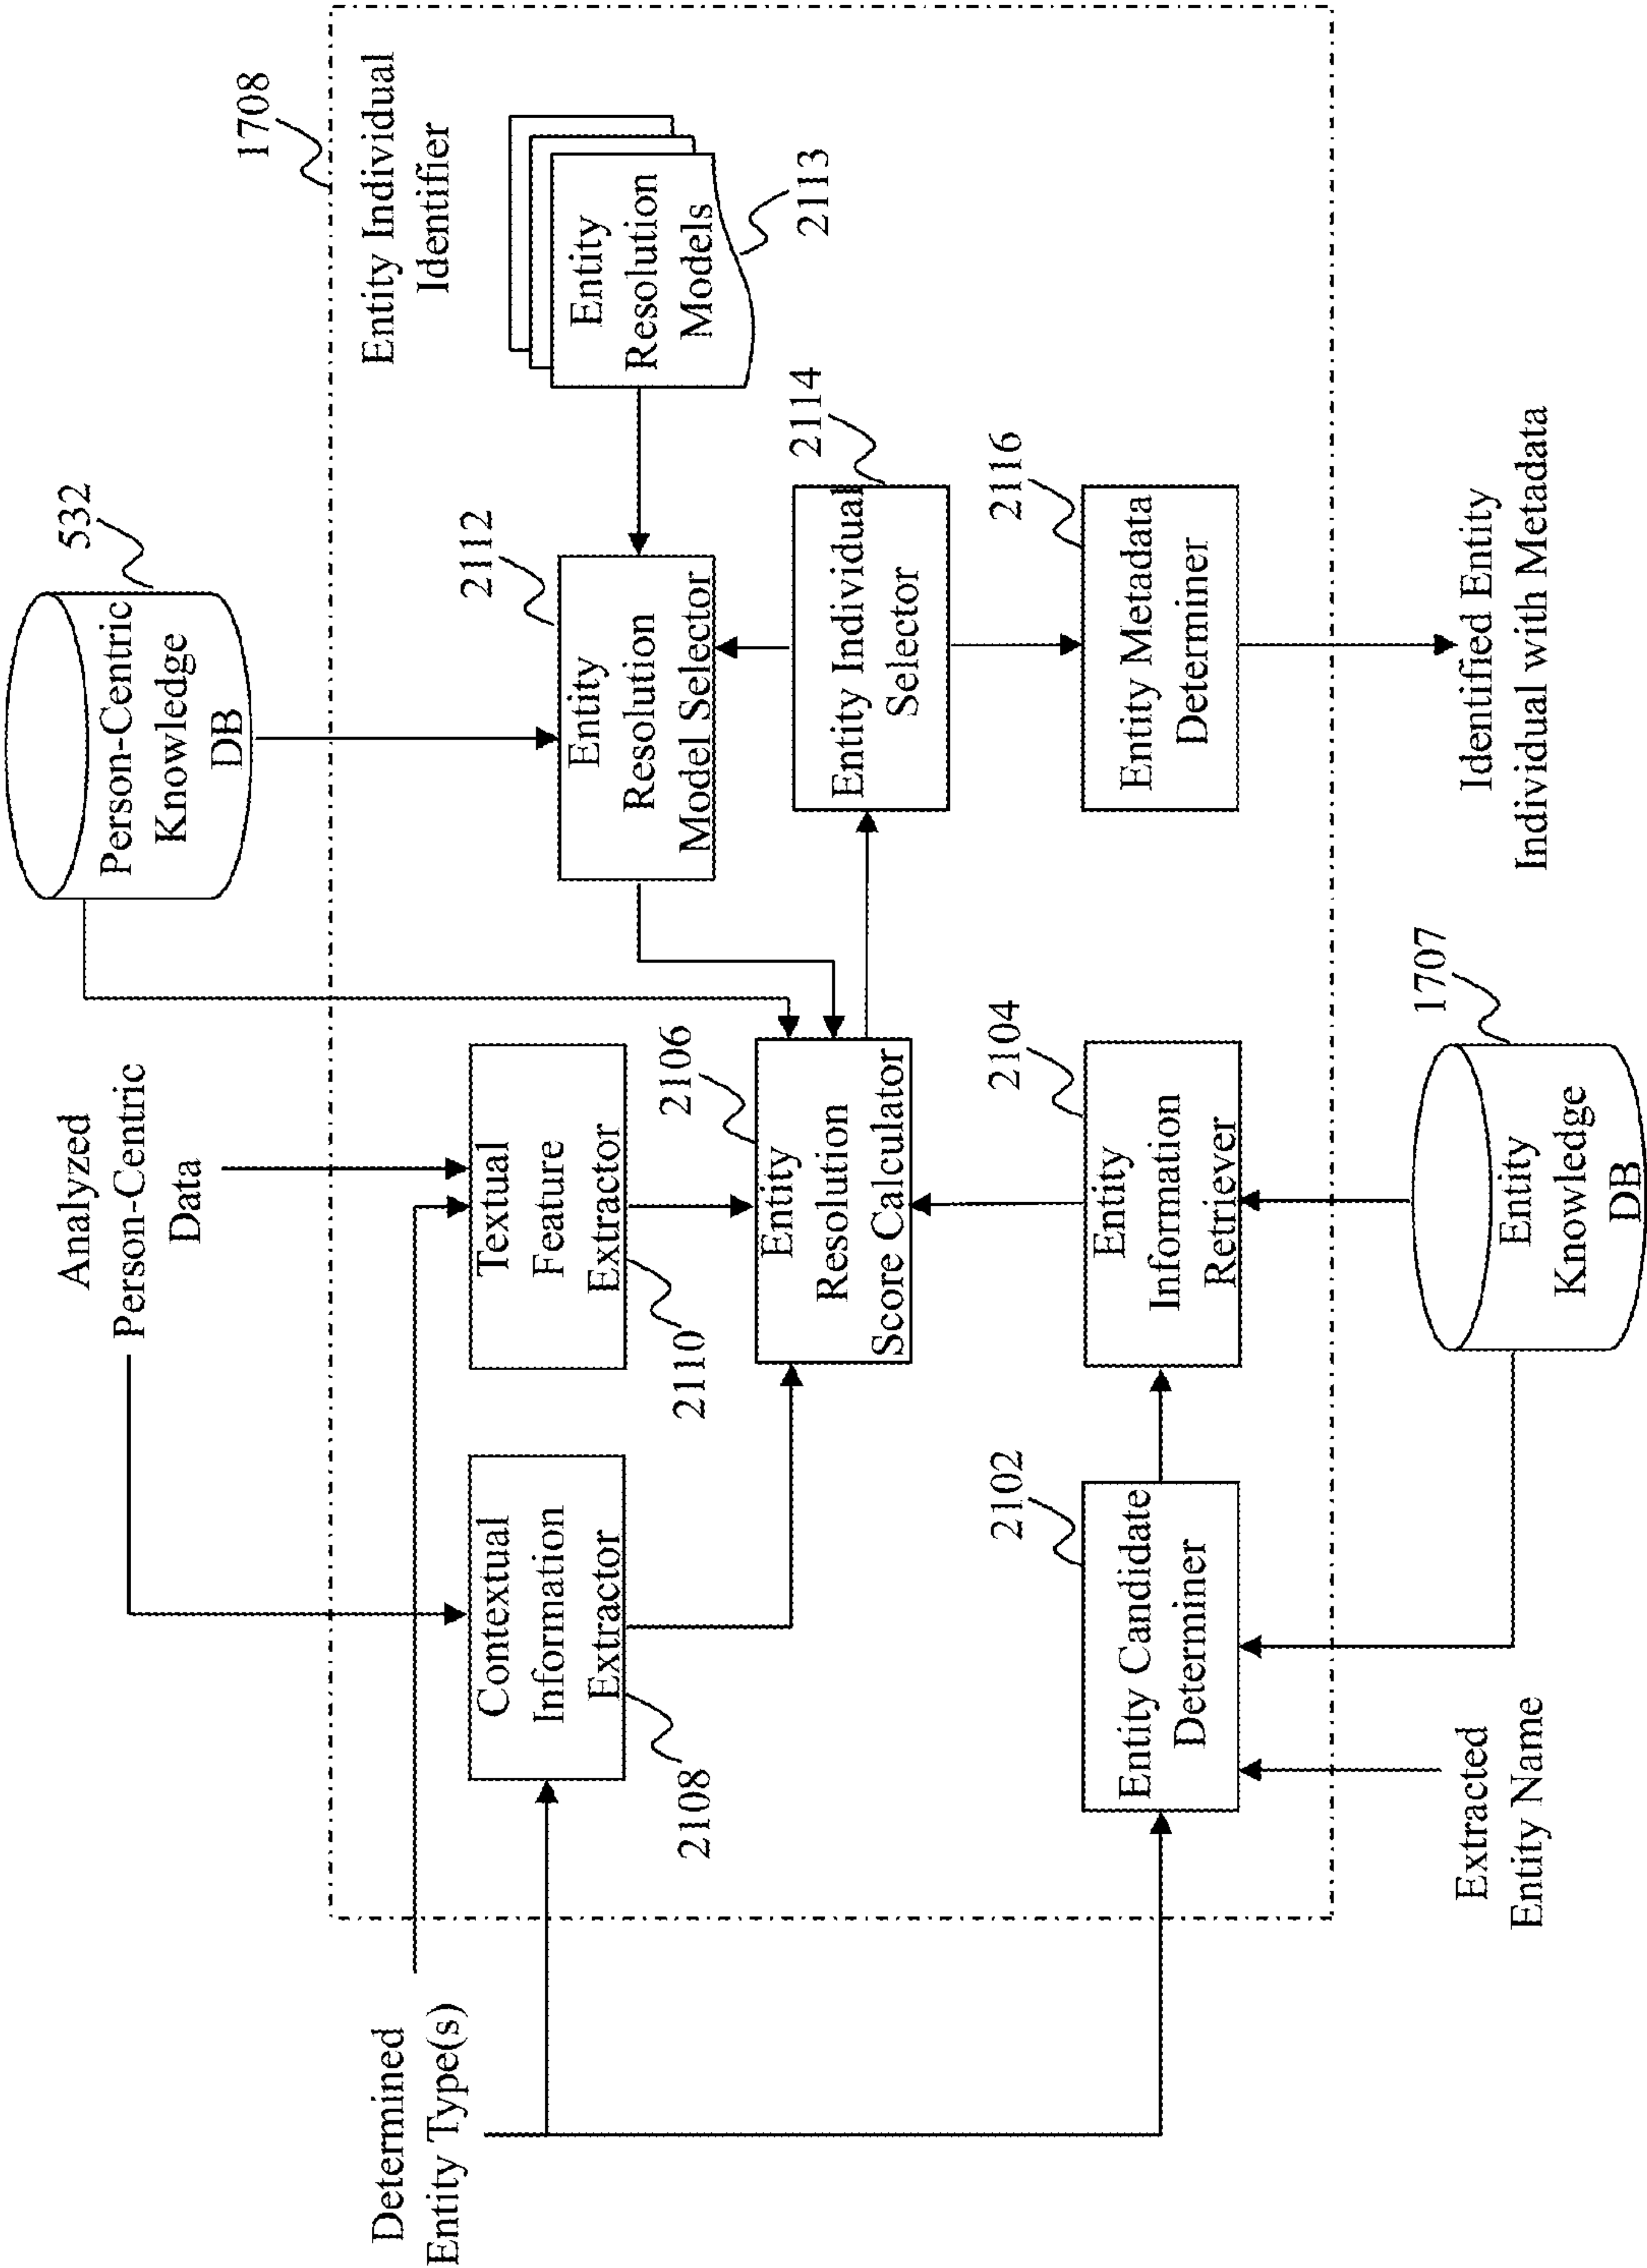 1708
Entity Individual
Identifier
532
Person-Centric
Knowledge
DB
Analyzed
Person-Centric
Data
Determined
Entity Type(s)
Contextual
Information
Extractor
2108
Textual
Feature
Extractor
2110
2112
Entity
Resolution
Model Selector
Entity
Resolution
Models
2113
2106
Entity
Resolution
Score Calculator
2114
Entity Individual
Selector
2102
Entity Candidate
Determiner
2104
Entity
Information
Retriever
2116
Entity Metadata
Determiner
Extracted
Entity Name
1707
Entity
Knowledge
DB
Identified Entity
Individual with Metadata